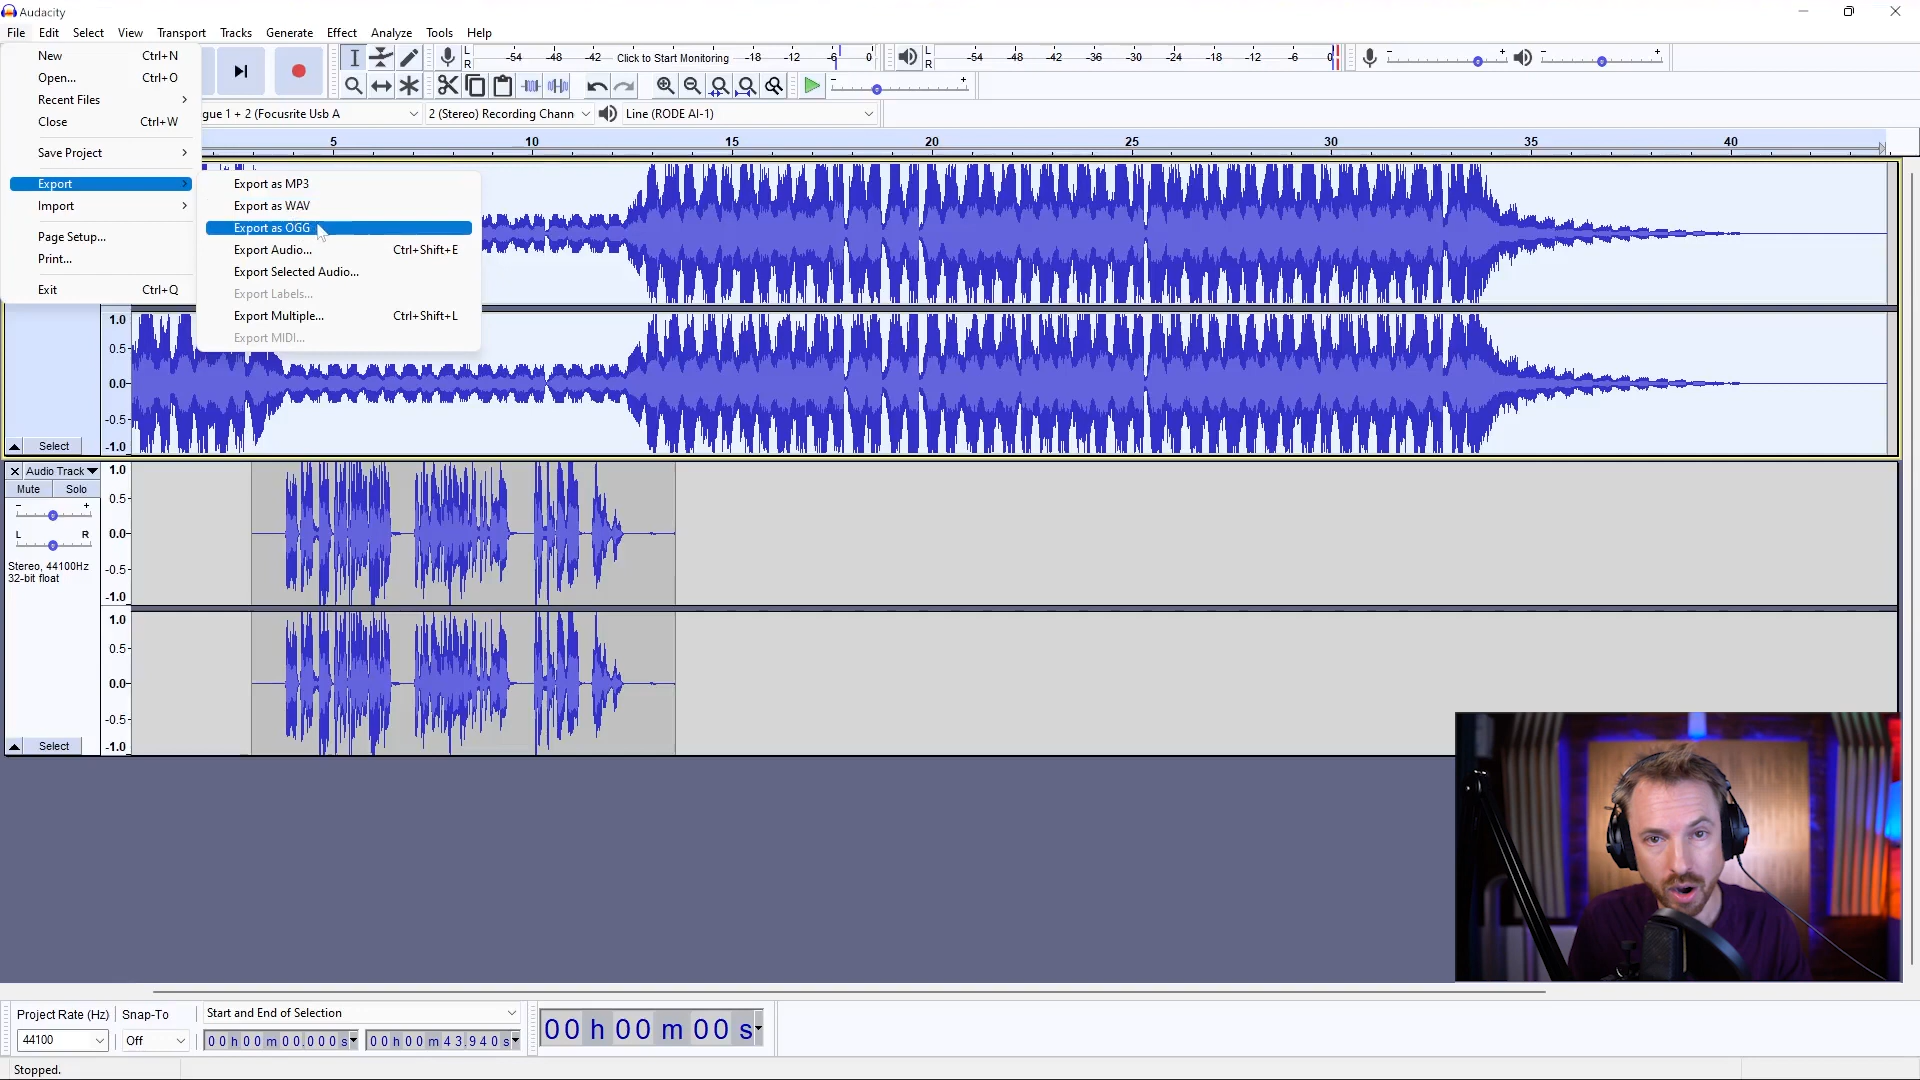 Audacity
File Edit Select View Transport Tracks Generate Effect Analyze Tools Help
New Ctrl+N
Open... Ctrl+O
Recent Files
Close Ctrl+W
Save Project
Export
Import
Page Setup...
Print...
Exit Ctrl+Q
Export as MP3
Export as WAV
Export as OGG
Export Audio... Ctrl+Shift+E
Export Selected Audio...
Export Labels...
Export Multiple... Ctrl+Shift+L
Export MIDI...
L
R
-54 -48 -42 Click to Start Monitoring -18 -12 -6 0
L
R
-54 -48 -42 -36 -30 -24 -18 -12 -6 0
gue 1 + 2 (Focusrite Usb A
2 (Stereo) Recording Chann
Line (RODE AI-1)
5 10 15 20 25 30 35 40
1.0
0.5
0.0
-0.5
-1.0
Select
Audio Track
Mute Solo
- +
L R
Stereo, 44100Hz
32-bit float
1.0
0.5
0.0
-0.5
-1.0
1.0
0.5
0.0
-0.5
-1.0
Select
Project Rate (Hz)
44100
Snap-To
Off
Start and End of Selection
00 h 00 m 00.000 s
00 h 00 m 43.940 s
00 h 00 m 00 s
Stopped.